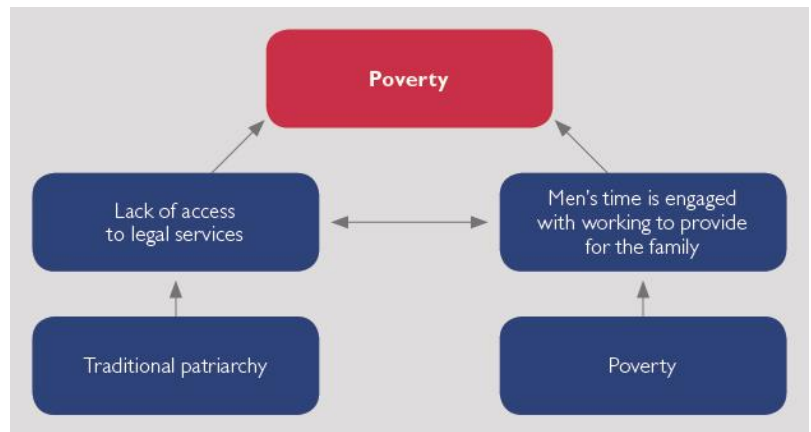 Poverty
Lack of access
to legal services
Men's time is engaged
with working to provide
for the family
Traditional patriarchy
Poverty